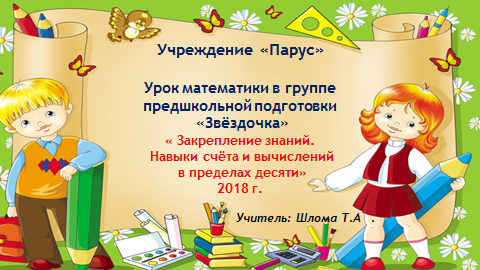 Учреждение «Парус»
Урок математики в группе
предшкольной подготовки
«Звёздочка»
« Закрепление знаний.
Навыки счёта и вычислений
в пределах десяти»
2018 г.
Учитель: Шлома Т.А .